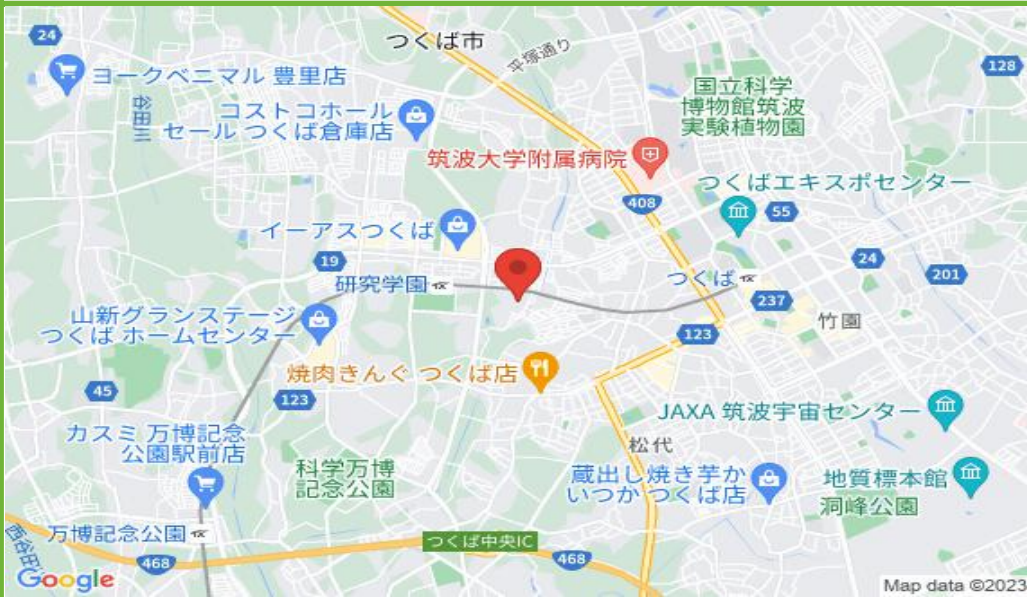 24
つくば市
平塚通り
128
ヨークベニマル 豊里店
谷田川
コストコホール
セール つくば倉庫店
国立科学
博物館筑波
実験植物園
筑波大学附属病院
つくばエキスポセンター
408
55
イーアスつくば
19
研究学園
つくば
24
201
237
山新グランステージ
つくば ホームセンター
竹園
123
焼肉きんぐ つくば店
45
123
JAXA 筑波宇宙センター
カスミ 万博記念
公園駅前店
松代
科学万博
記念公園
蔵出し焼き芋か
いつか つくば店
地質標本館
洞峰公園
万博記念公園
西谷田
つくば中央IC
468
468
Google
Map data ©2023